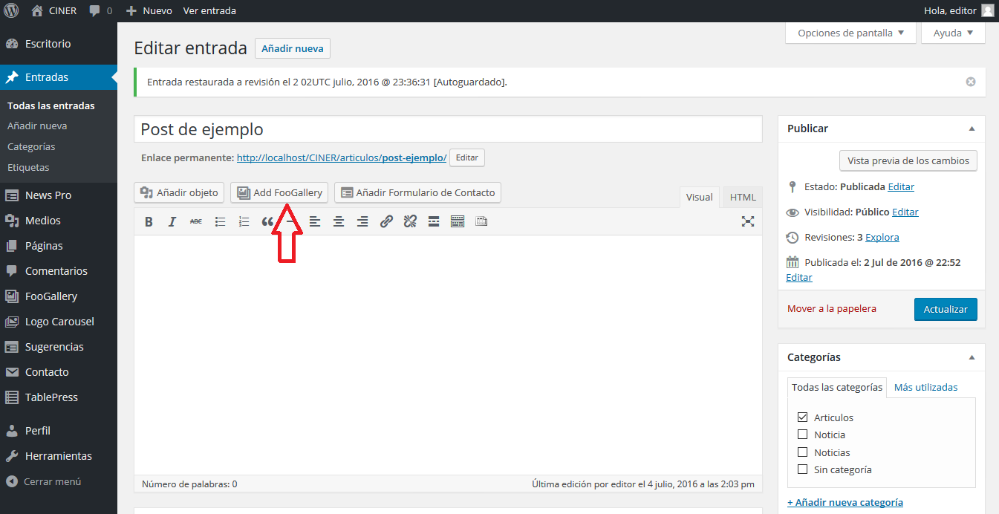 CINER 0 Nuevo Ver entrada Hola, editor
Escritorio
Entradas
Todas las entradas
Añadir nueva
Categorías
Etiquetas
News Pro
Medios
Páginas
Comentarios
FooGallery
Logo Carousel
Sugerencias
Contacto
TablePress
Perfil
Herramientas
Cerrar menú
Opciones de pantalla Ayuda
Editar entrada Añadir nueva
Entrada restaurada a revisión el 2 02UTC julio, 2016 @ 23:36:31 [Autoguardado].
Post de ejemplo
Enlace permanente: http://localhost/CINER/articulos/post-ejemplo/ Editar
Añadir objeto Add FooGallery Añadir Formulario de Contacto
Visual HTML
B I ABC
Número de palabras: 0 Última edición por editor el 4 julio, 2016 a las 2:03 pm
Publicar
Vista previa de los cambios
Estado: Publicada Editar
Visibilidad: Público Editar
Revisiones: 3 Explora
Publicada el: 2 Jul de 2016 @ 22:52
Editar
Mover a la papelera Actualizar
Categorías
Todas las categorías Más utilizadas
Articulos
Noticia
Noticias
Sin categoría
+ Añadir nueva categoría